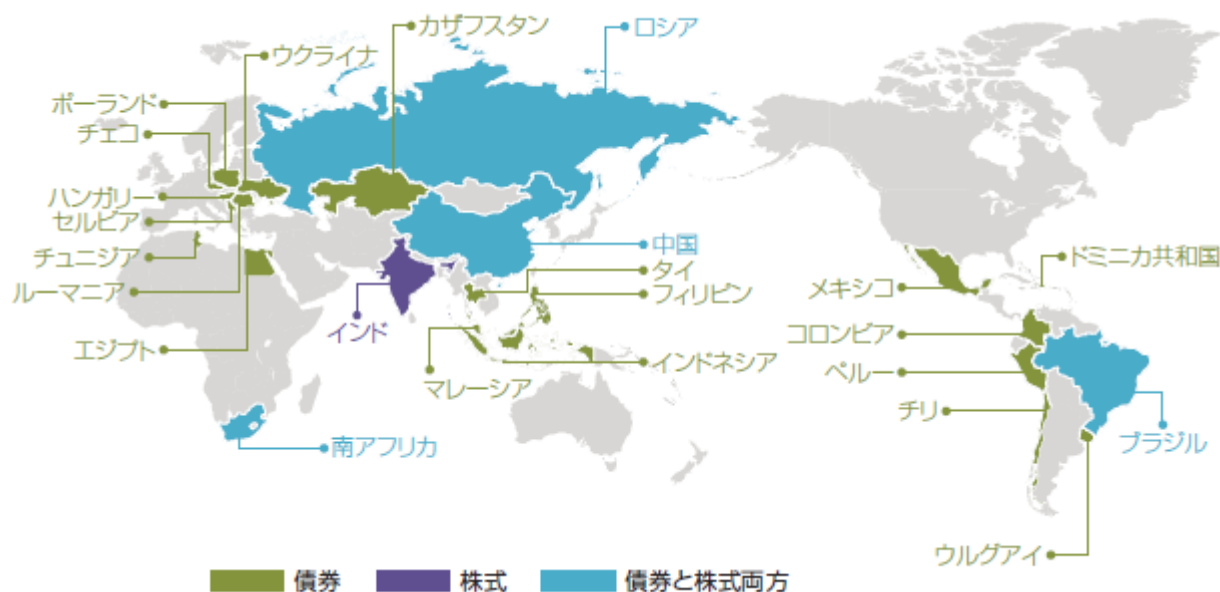 カザフスタン
ロシア
ウクライナ
ポーランド
チェコ
ハンガリー
セルビア
チュニジア
ルーマニア
エジプト
インド
中国
タイ
フィリピン
インドネシア
マレーシア
南アフリカ
ドミニカ共和国
メキシコ
コロンビア
ペルー
チリ
ブラジル
ウルグアイ
債券 株式 債券と株式両方